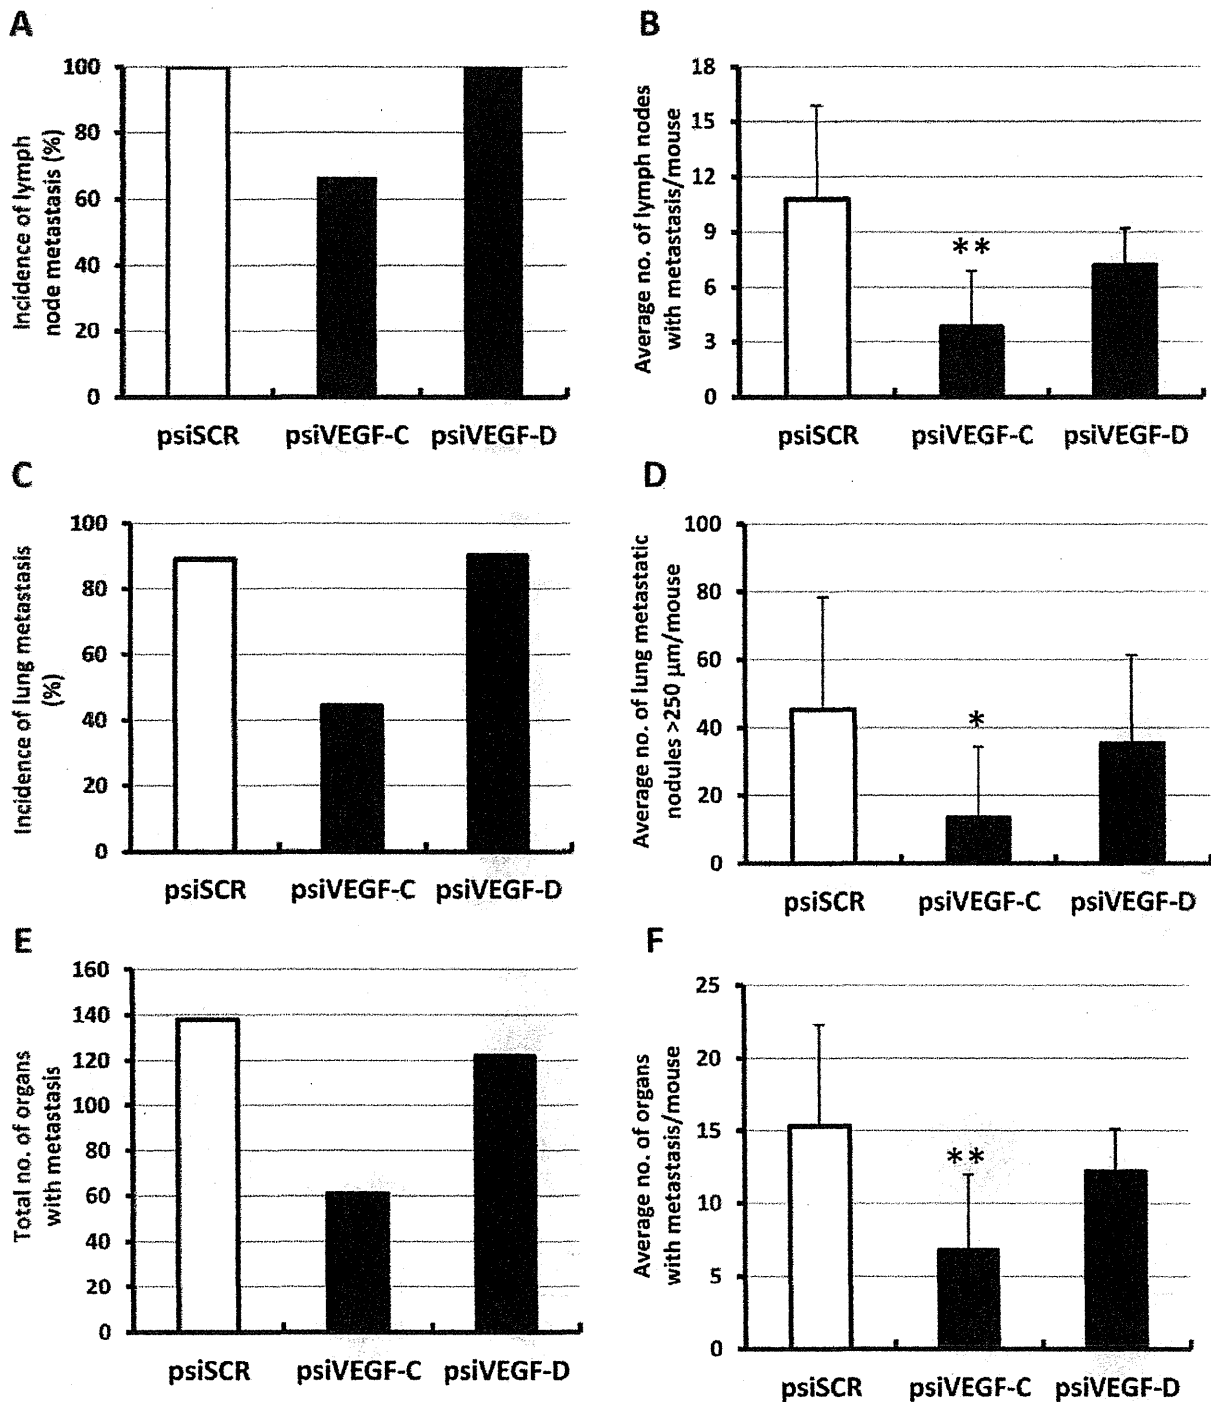 A
Incidence of lymph
node metastasis (%)
100
80
60
40
20
0
psiSCR psiVEGF-C psiVEGF-D
B
Average no. of lymph nodes
with metastasis/mouse
18
15
12
9
6
3
0
**
psiSCR psiVEGF-C psiVEGF-D
C
Incidence of lung metastasis
(%)
100
80
60
40
20
0
psiSCR psiVEGF-C psiVEGF-D
D
Average no. of lung metastatic
nodules >250 µm/mouse
100
80
60
40
20
0
*
psiSCR psiVEGF-C psiVEGF-D
E
Total no. of organs
with metastasis
160
140
120
100
80
60
40
20
0
psiSCR psiVEGF-C psiVEGF-D
F
Average no. of organs
with metastasis/mouse
25
20
15
10
5
0
**
psiSCR psiVEGF-C psiVEGF-D